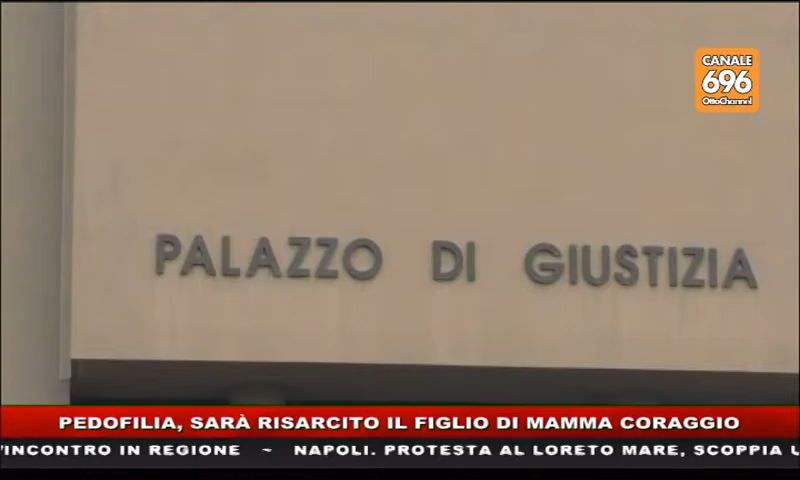 CANALE
696
OttoChannel
PALAZZO DI GIUSTIZIA
PEDOFILIA, SARÀ RISARCITO IL FIGLIO DI MAMMA CORAGGIO
'INCONTRO IN REGIONE ~ NAPOLI. PROTESTA AL LORETO MARE, SCOPPIA